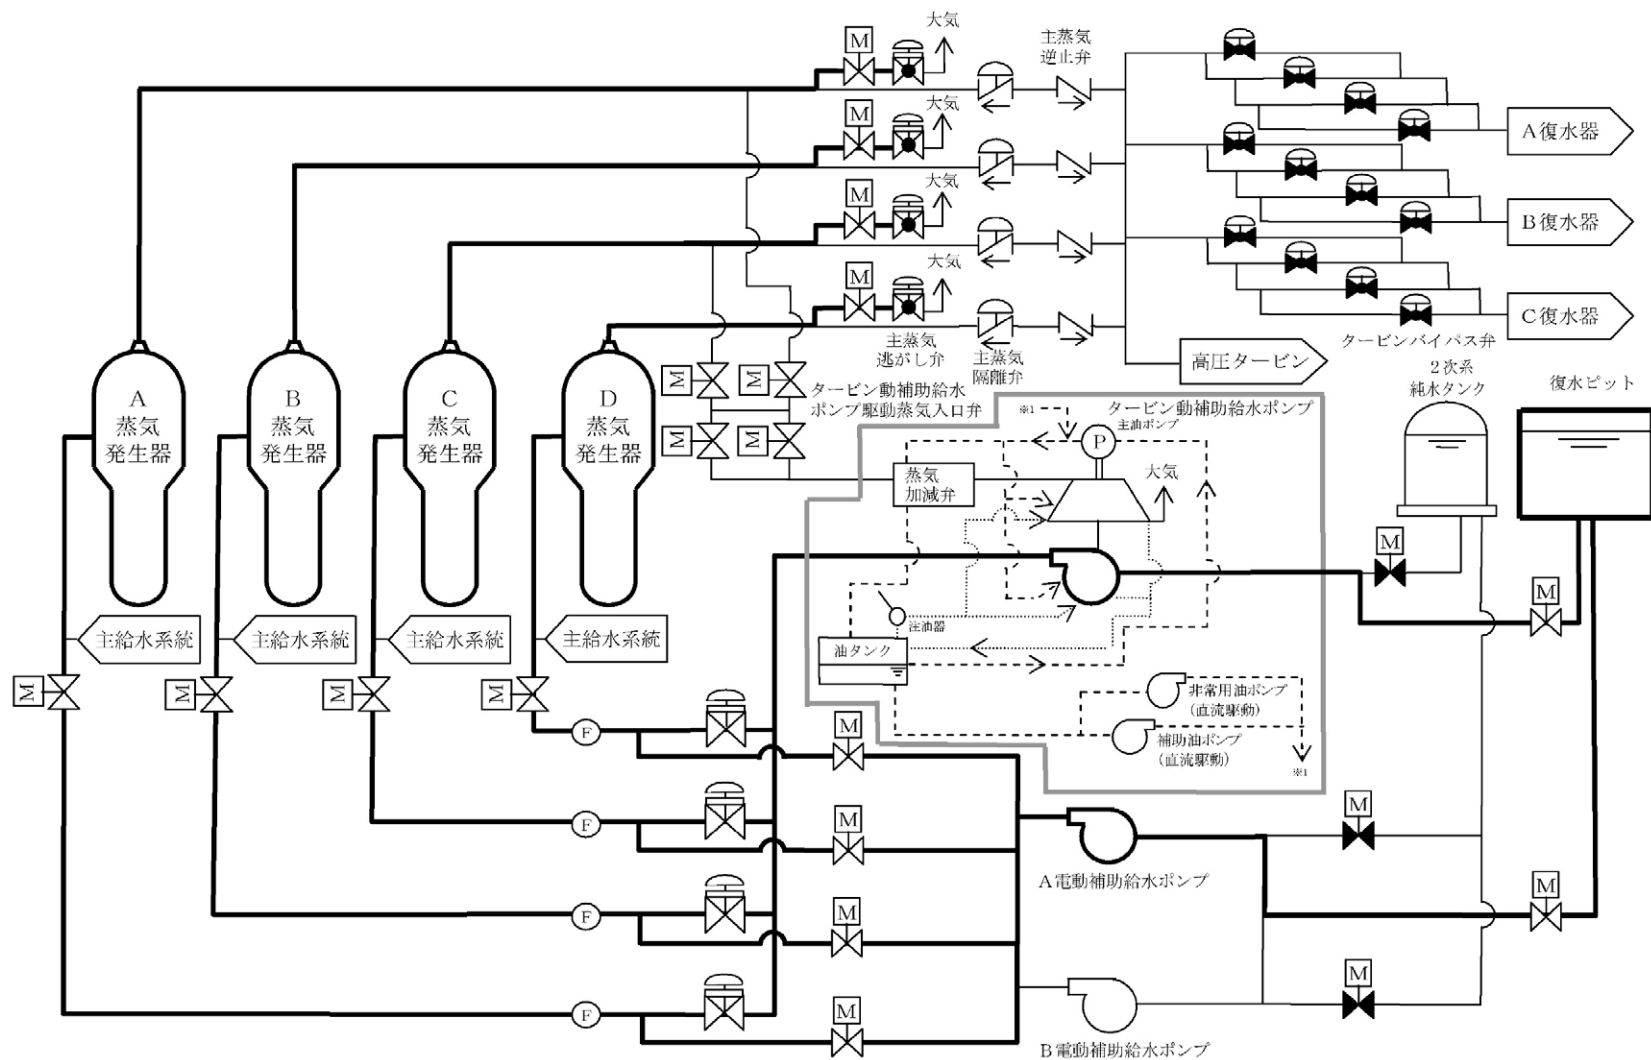 M
大気
主蒸気
逆止弁
M
大気
A復水器
M
大気
B復水器
M
大気
C復水器
主蒸気
逃がし弁
主蒸気
隔離弁
高圧タービン
タービンバイパス弁
2次系
純水タンク
復水ピット
A
蒸気
発生器
B
蒸気
発生器
C
蒸気
発生器
D
蒸気
発生器
M
M
タービン動補助給水
ポンプ駆動蒸気入口弁
M
M
※1
タービン動補助給水ポンプ
主油ポンプ
P
蒸気
加減弁
大気
M
M
注油器
油タンク
主給水系統
主給水系統
主給水系統
主給水系統
M
M
M
M
非常用油ポンプ
(直流駆動)
補助油ポンプ
(直流駆動)
※1
F
M
F
M
M
A電動補助給水ポンプ
F
M
M
F
M
M
B電動補助給水ポンプ